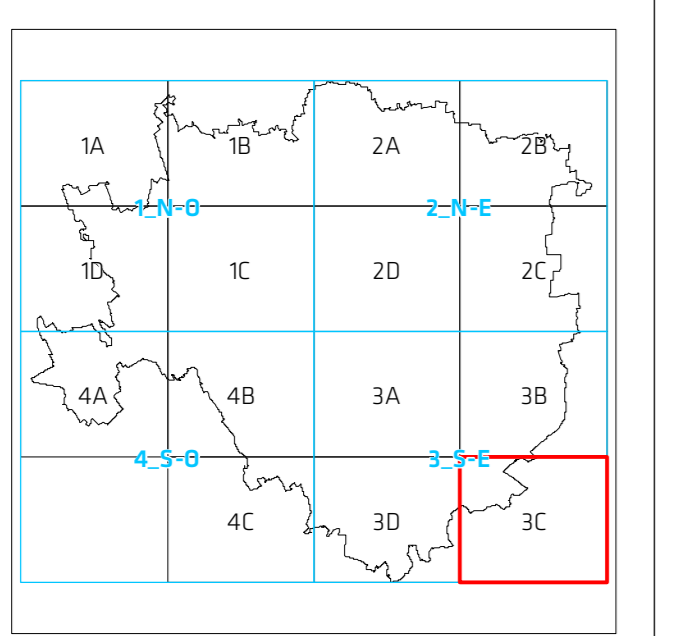 1A 1B 2A 2B
1_N-O 2_N-E
1D 1C 2D 2C
4A 4B 3A 3B
4_S-O 3_S-E
4C 3D 3C